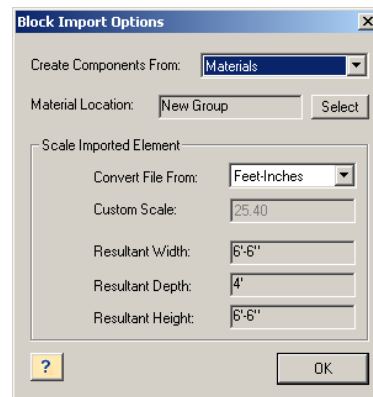 Block Import Options
Create Components From: Materials
Material Location: New Group Select
Scale Imported Element
Convert File From: Feet-Inches
Custom Scale: 25.40
Resultant Width: 6'-6"
Resultant Depth: 4'
Resultant Height: 6'-6"
? OK